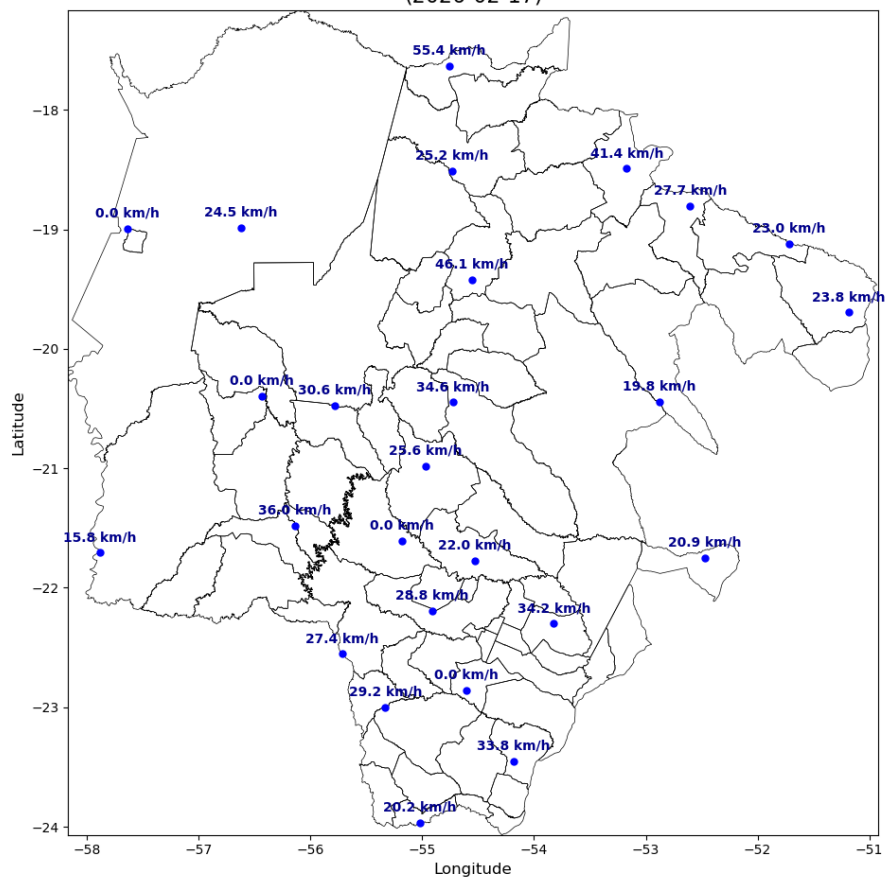 (2026-02-17)
55.4 km/h
25.2 km/h
41.4 km/h
27.7 km/h
0.0 km/h
24.5 km/h
23.0 km/h
46.1 km/h
23.8 km/h
0.0 km/h
30.6 km/h
34.6 km/h
19.8 km/h
25.6 km/h
36.0 km/h
15.8 km/h
0.0 km/h
22.0 km/h
20.9 km/h
28.8 km/h
34.2 km/h
27.4 km/h
0.0 km/h
29.2 km/h
33.8 km/h
20.2 km/h
−18
−19
−20
−21
−22
−23
−24
Latitude
−58
−57
−56
−55
−54
−53
−52
−51
Longitude